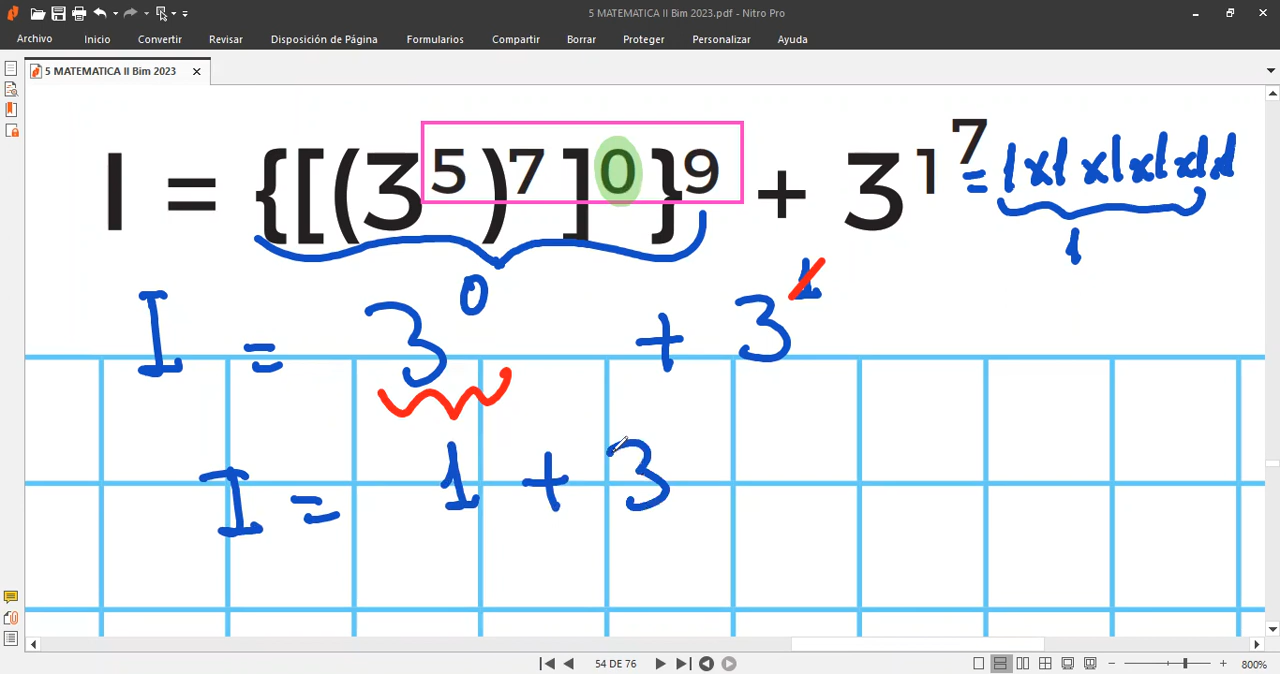 5 MATEMATICA II Bim 2023.pdf - Nitro Pro
Archivo Inicio Convertir Revisar Disposición de Página Formularios Compartir Borrar Proteger Personalizar Ayuda
5 MATEMATICA II Bim 2023 ×
I = {[(3⁵)⁷]⁰}⁹ + 3^1^7 = 1x1x1x1x1x1
1
I = 3⁰ + 3¹
I = 1 + 3
54 DE 76
800%